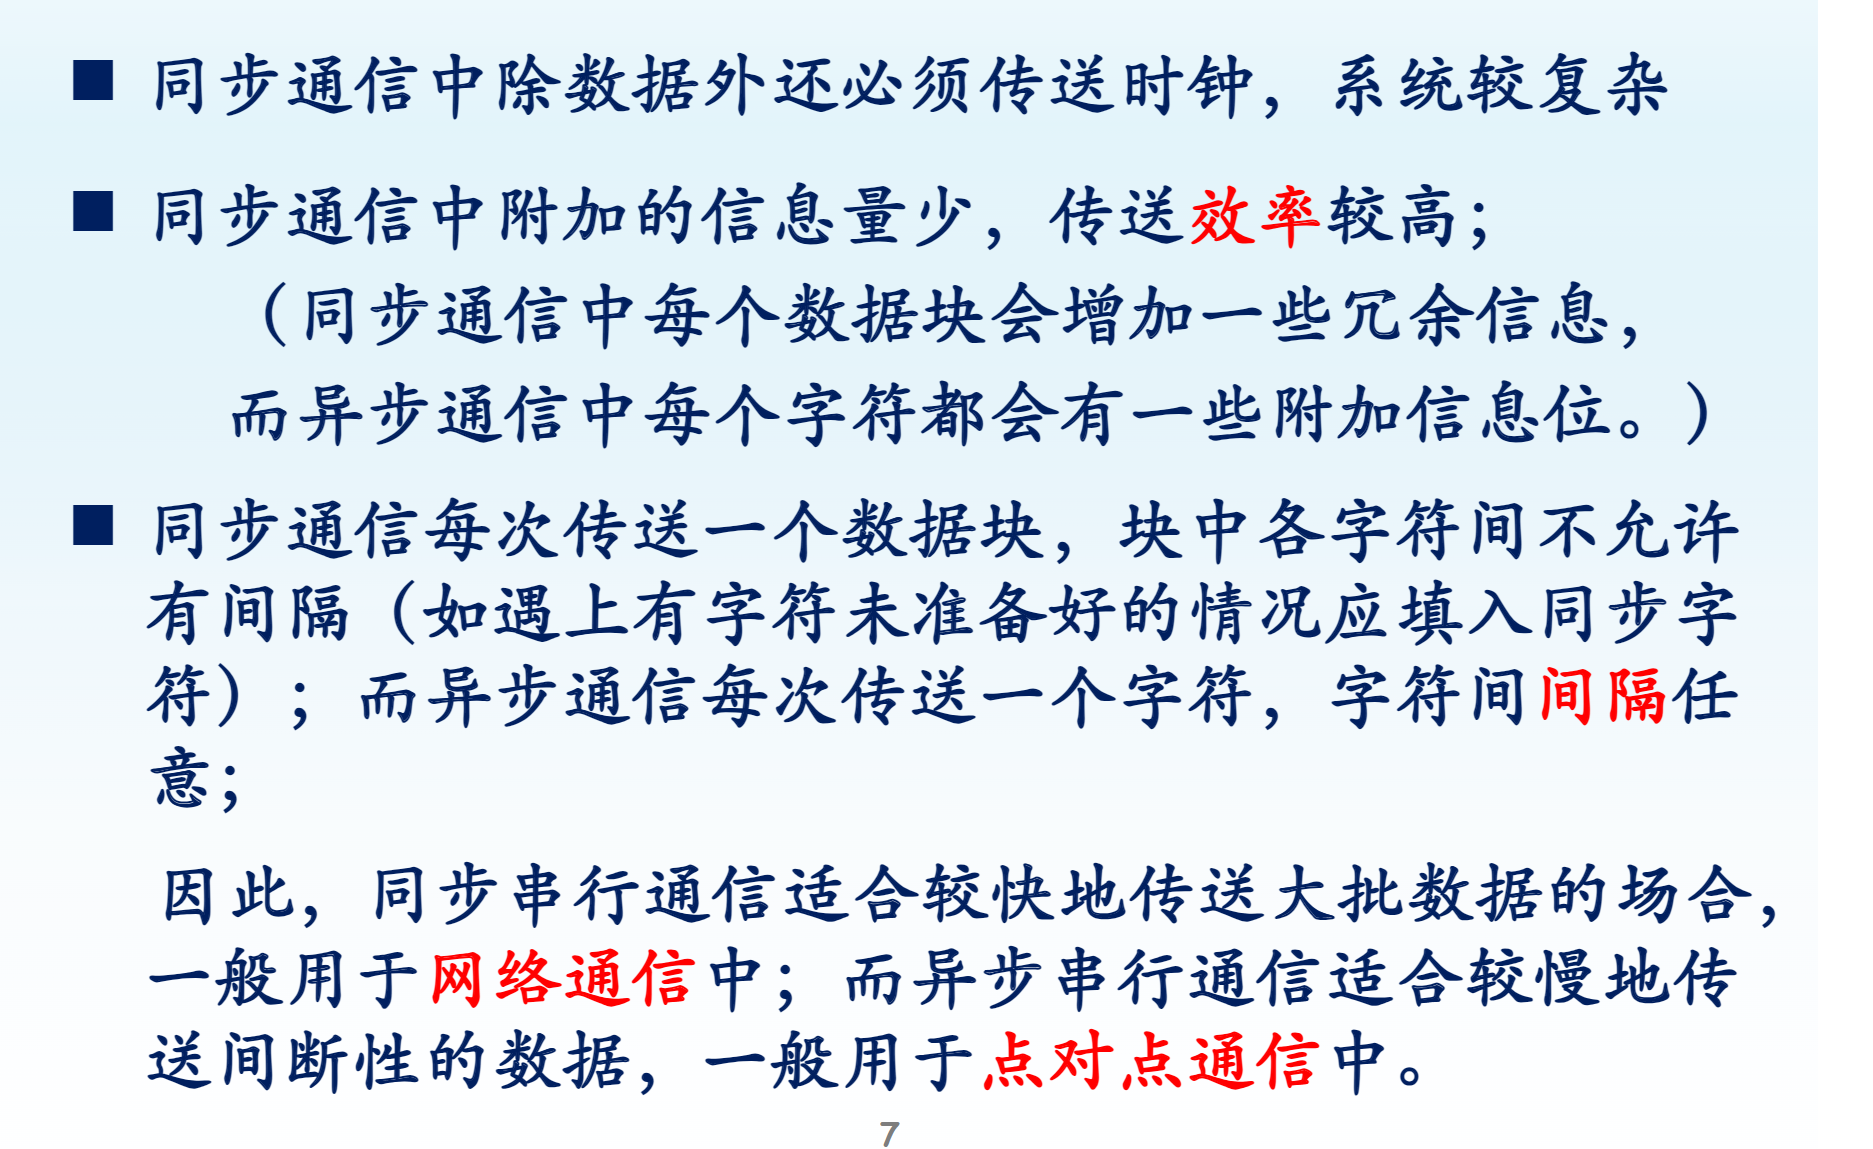 ■ 同步通信中除数据外还必须传送时钟，系统较复杂
■ 同步通信中附加的信息量少，传送效率较高；
（同步通信中每个数据块会增加一些冗余信息，
而异步通信中每个字符都会有一些附加信息位。）
■ 同步通信每次传送一个数据块，块中各字符间不允许
有间隔（如遇上有字符未准备好的情况应填入同步字
符）；而异步通信每次传送一个字符，字符间间隔任
意；
因此，同步串行通信适合较快地传送大批数据的场合，
一般用于网络通信中；而异步串行通信适合较慢地传
送间断性的数据，一般用于点对点通信中。
7